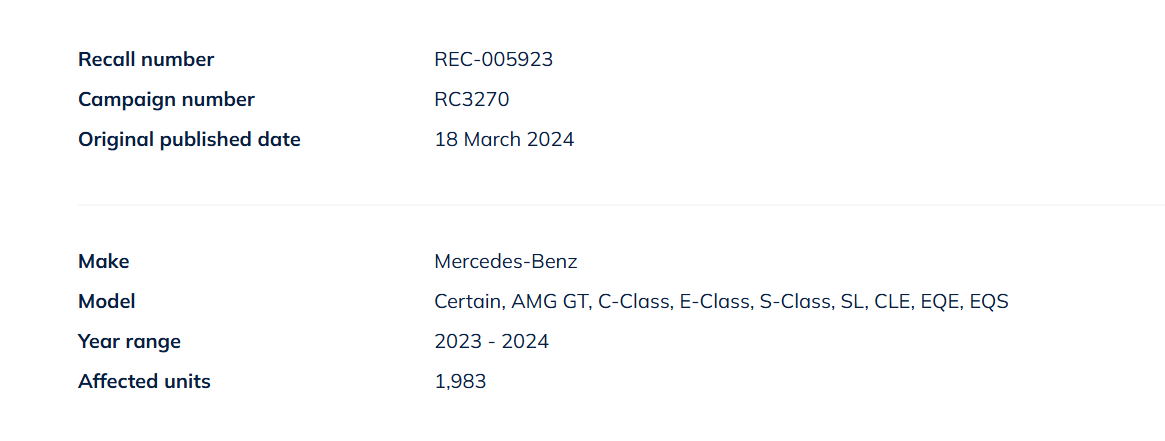 Recall number REC-005923
Campaign number RC3270
Original published date 18 March 2024
Make Mercedes-Benz
Model Certain, AMG GT, C-Class, E-Class, S-Class, SL, CLE, EQE, EQS
Year range 2023 - 2024
Affected units 1,983